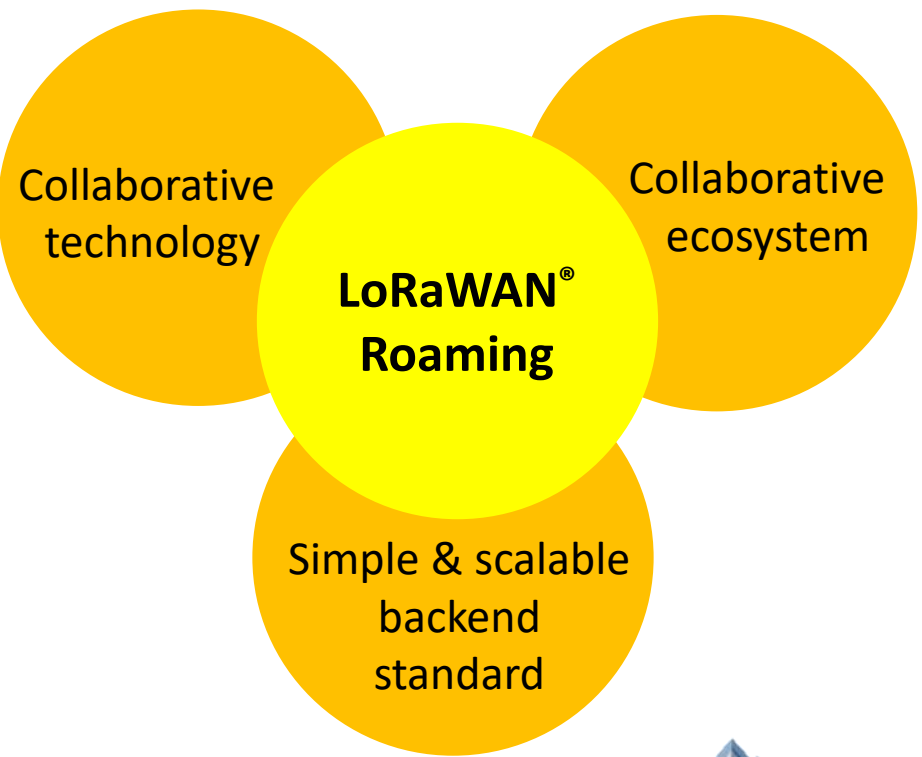 Collaborative
technology
Collaborative
ecosystem
LoRaWAN®
Roaming
Simple & scalable
backend
standard